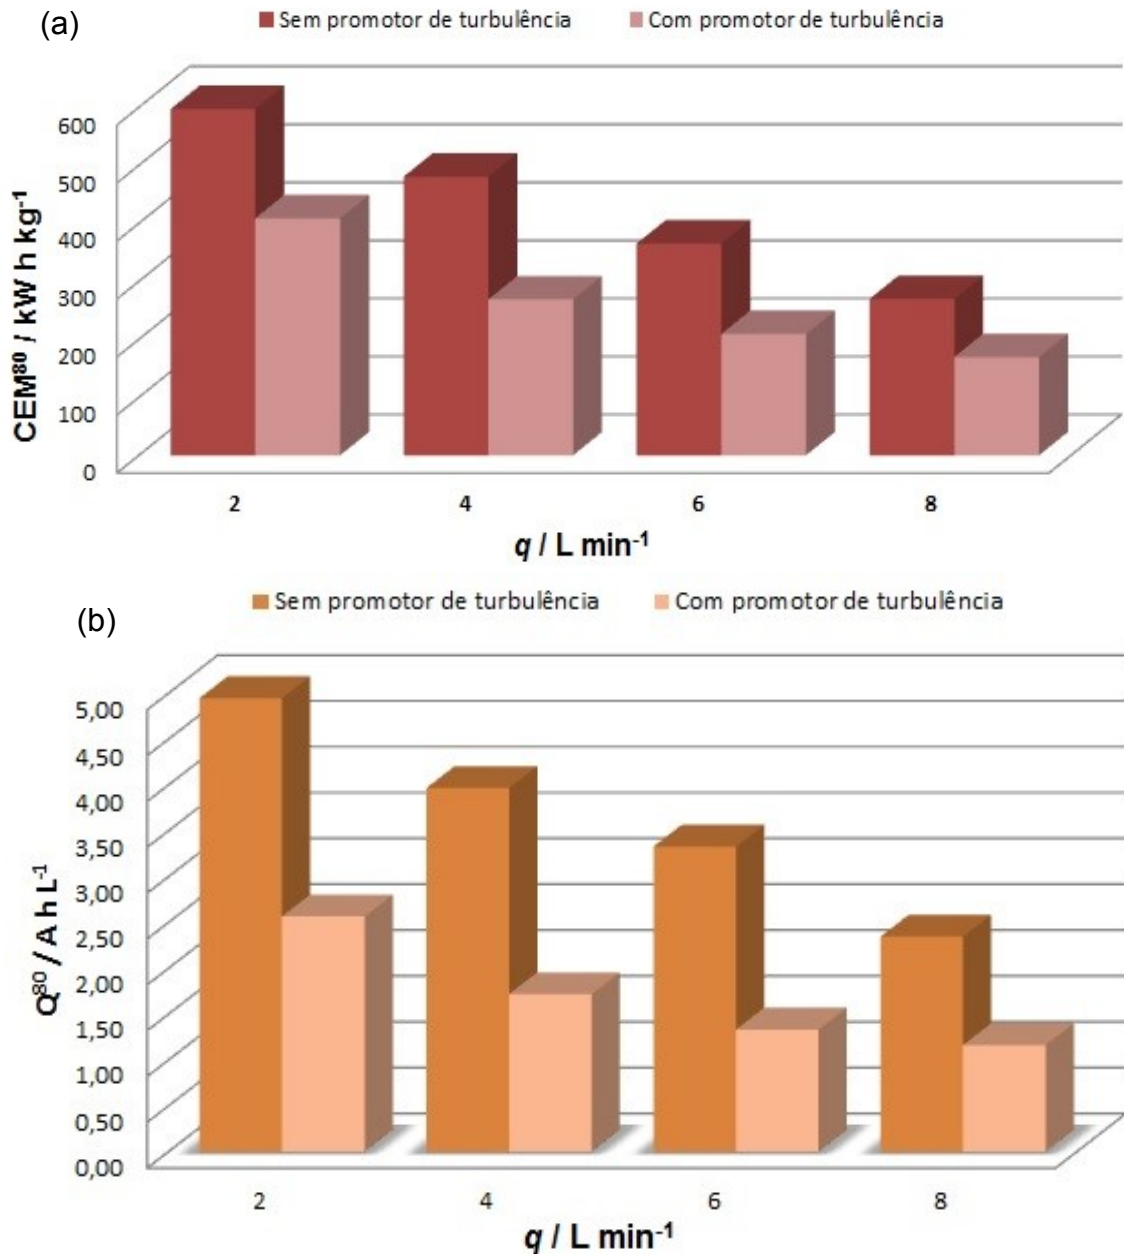 (a)
Sem promotor de turbulência Com promotor de turbulência
600
500
400
300
200
100
0
CEM⁸⁰ / kW h kg⁻¹
2 4 6 8
q / L min⁻¹
(b)
Sem promotor de turbulência Com promotor de turbulência
5,00
4,50
4,00
3,50
3,00
2,50
2,00
1,50
1,00
0,50
0,00
Q⁸⁰ / A h L⁻¹
2 4 6 8
q / L min⁻¹